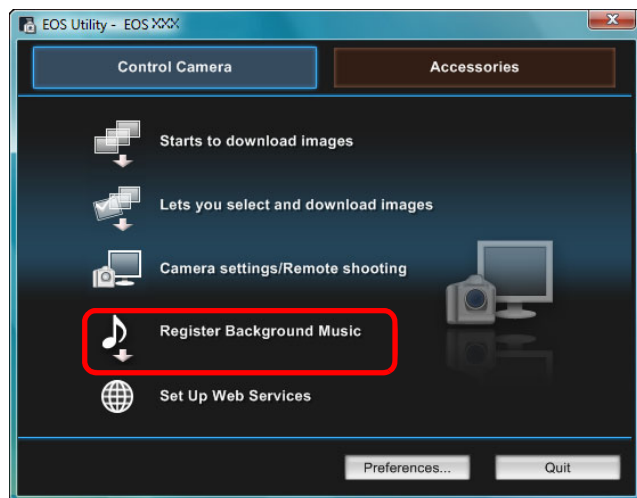 EOS Utility - EOS XXX
Control Camera
Accessories
Starts to download images
Lets you select and download images
Camera settings/Remote shooting
Register Background Music
Set Up Web Services
Preferences...
Quit